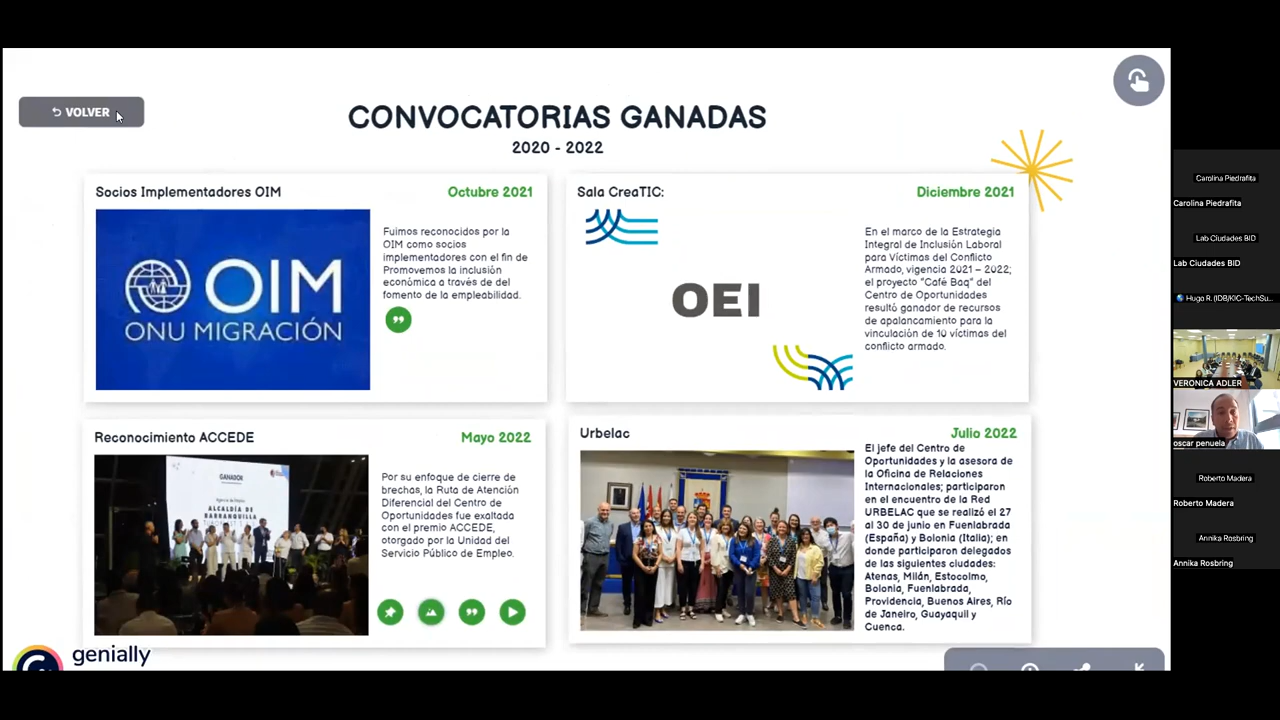 VOLVER
CONVOCATORIAS GANADAS
2020 - 2022
Socios Implementadores OIM
Octubre 2021
OIM
ONU MIGRACIÓN
Fuimos reconocidos por la
OIM como socios
implementadores con el fin de
Promovemos la inclusión
económica a través de del
fomento de la empleabilidad.
Sala CreaTIC:
Diciembre 2021
OEI
En el marco de la Estrategia
Integral de Inclusión Laboral
para Víctimas del Conflicto
Armado, vigencia 2021 – 2022;
el proyecto "Café Baq" del
Centro de Oportunidades
resultó ganador de recursos
de apalancamiento para la
vinculación de 10 víctimas del
conflicto armado.
Reconocimiento ACCEDE
Mayo 2022
GANADOR
ALCALDÍA DE
BARRANQUILLA
Por su enfoque de cierre de
brechas, la Ruta de Atención
Diferencial del Centro de
Oportunidades fue exaltada
con el premio ACCEDE,
otorgado por la Unidad del
Servicio Público de Empleo.
Urbelac
Julio 2022
El jefe del Centro de
Oportunidades y la asesora de
la Oficina de Relaciones
Internacionales; participaron
en el encuentro de la Red
URBELAC que se realizó el 27
al 30 de junio en Fuenlabrada
(España) y Bolonia (Italia); en
donde participaron delegados
de las siguientes ciudades:
Atenas, Milán, Estocolmo,
Bolonia, Fuenlabrada,
Providencia, Buenos Aires, Río
de Janeiro, Guayaquil y
Cuenca.
genially
Carolina Piedrafita
Carolina Piedrafita
Lab Ciudades BID
Lab Ciudades BID
Hugo R. (IDB/KIC-TechSu...
VERONICA ADLER
oscar penuela
Roberto Madera
Roberto Madera
Annika Rosbring
Annika Rosbring